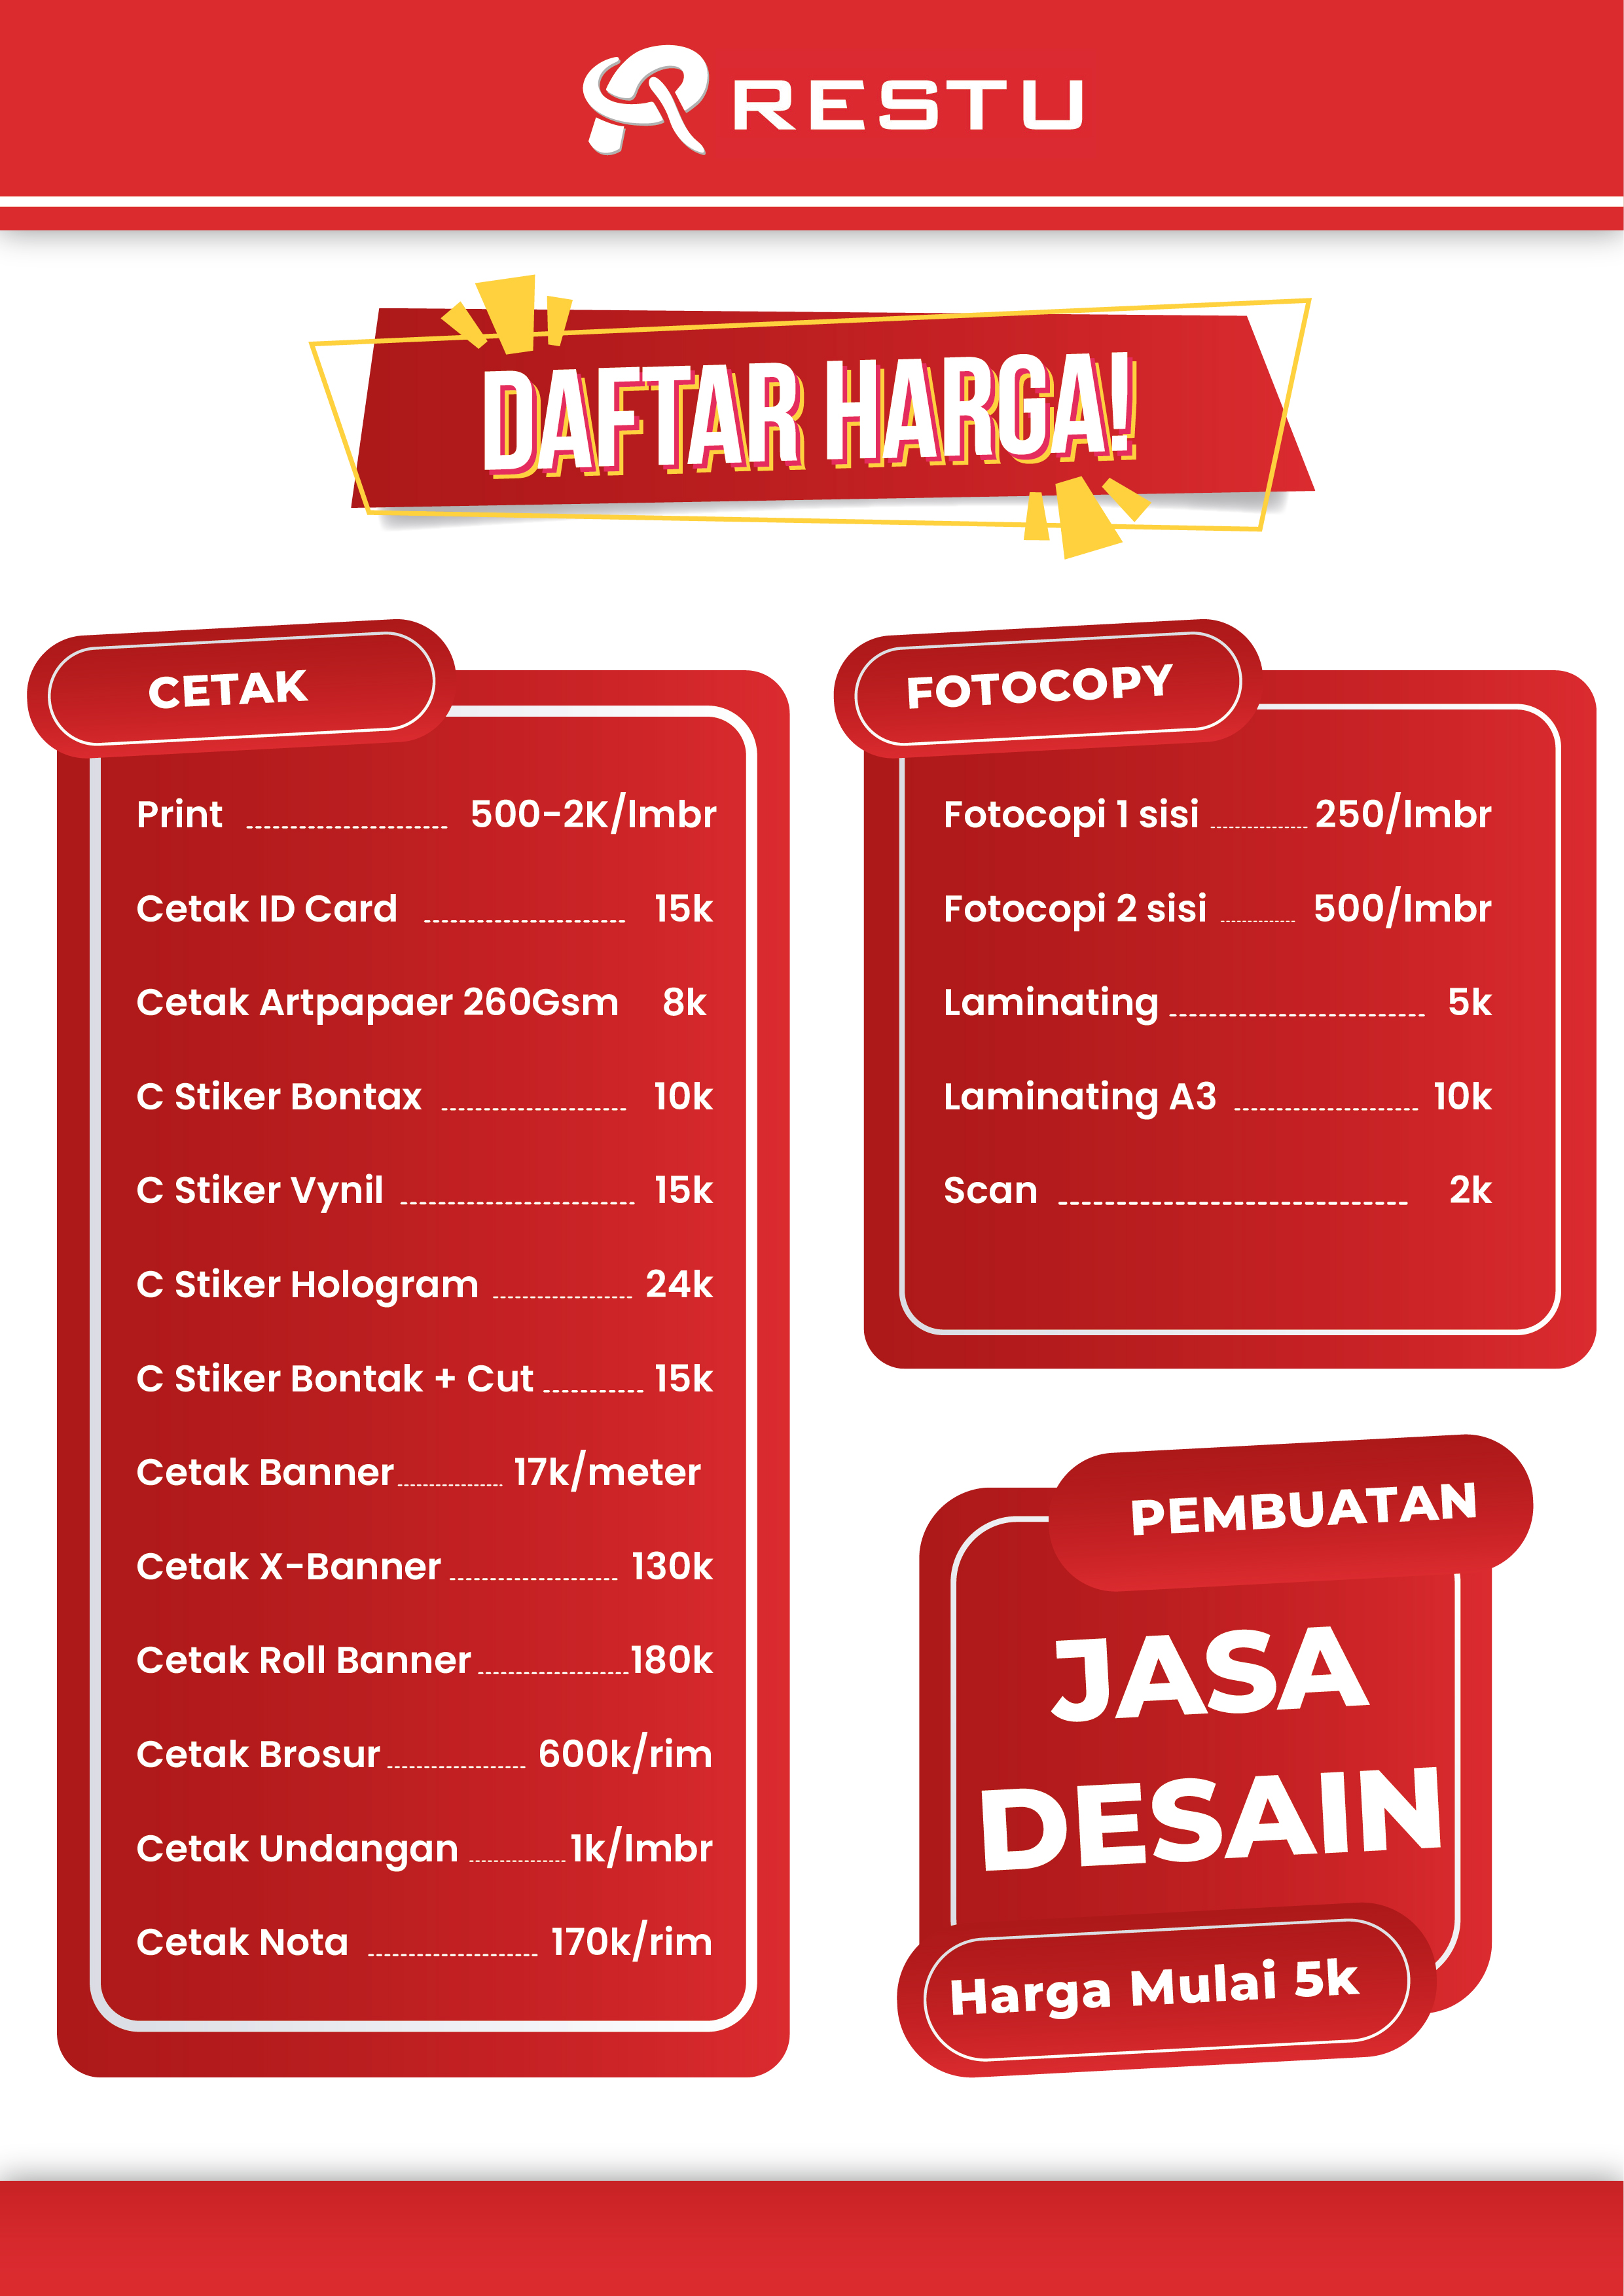 RESTU
DAFTAR HARGA!
CETAK
Print 500-2K/lmbr
Cetak ID Card 15k
Cetak Artpapaer 260Gsm 8k
C Stiker Bontax 10k
C Stiker Vynil 15k
C Stiker Hologram 24k
C Stiker Bontak + Cut 15k
Cetak Banner 17k/meter
Cetak X-Banner 130k
Cetak Roll Banner 180k
Cetak Brosur 600k/rim
Cetak Undangan 1k/lmbr
Cetak Nota 170k/rim
FOTOCOPY
Fotocopi 1 sisi 250/lmbr
Fotocopi 2 sisi 500/lmbr
Laminating 5k
Laminating A3 10k
Scan 2k
PEMBUATAN
JASA
DESAIN
Harga Mulai 5k